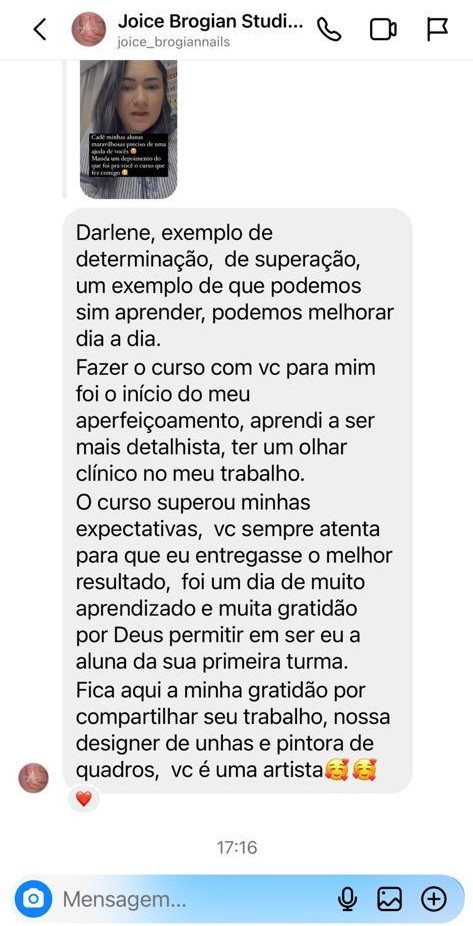 Joice Brogian Studi...
joice_brogiannails
Cadê minhas alunas
maravilhosas preciso de uma
ajuda de vocês 🥰
Manda um depoimento do
que foi pra você o curso que
fez comigo 🥰
Darlene, exemplo de
determinação,  de superação,
um exemplo de que podemos
sim aprender, podemos melhorar
dia a dia.
Fazer o curso com vc para mim
foi o início do meu
aperfeiçoamento, aprendi a ser
mais detalhista, ter um olhar
clínico no meu trabalho.
O curso superou minhas
expectativas,  vc sempre atenta
para que eu entregasse o melhor
resultado,  foi um dia de muito
aprendizado e muita gratidão
por Deus permitir em ser eu a
aluna da sua primeira turma.
Fica aqui a minha gratidão por
compartilhar seu trabalho, nossa
designer de unhas e pintora de
quadros,  vc é uma artista🥰🥰
❤️
17:16
Mensagem...